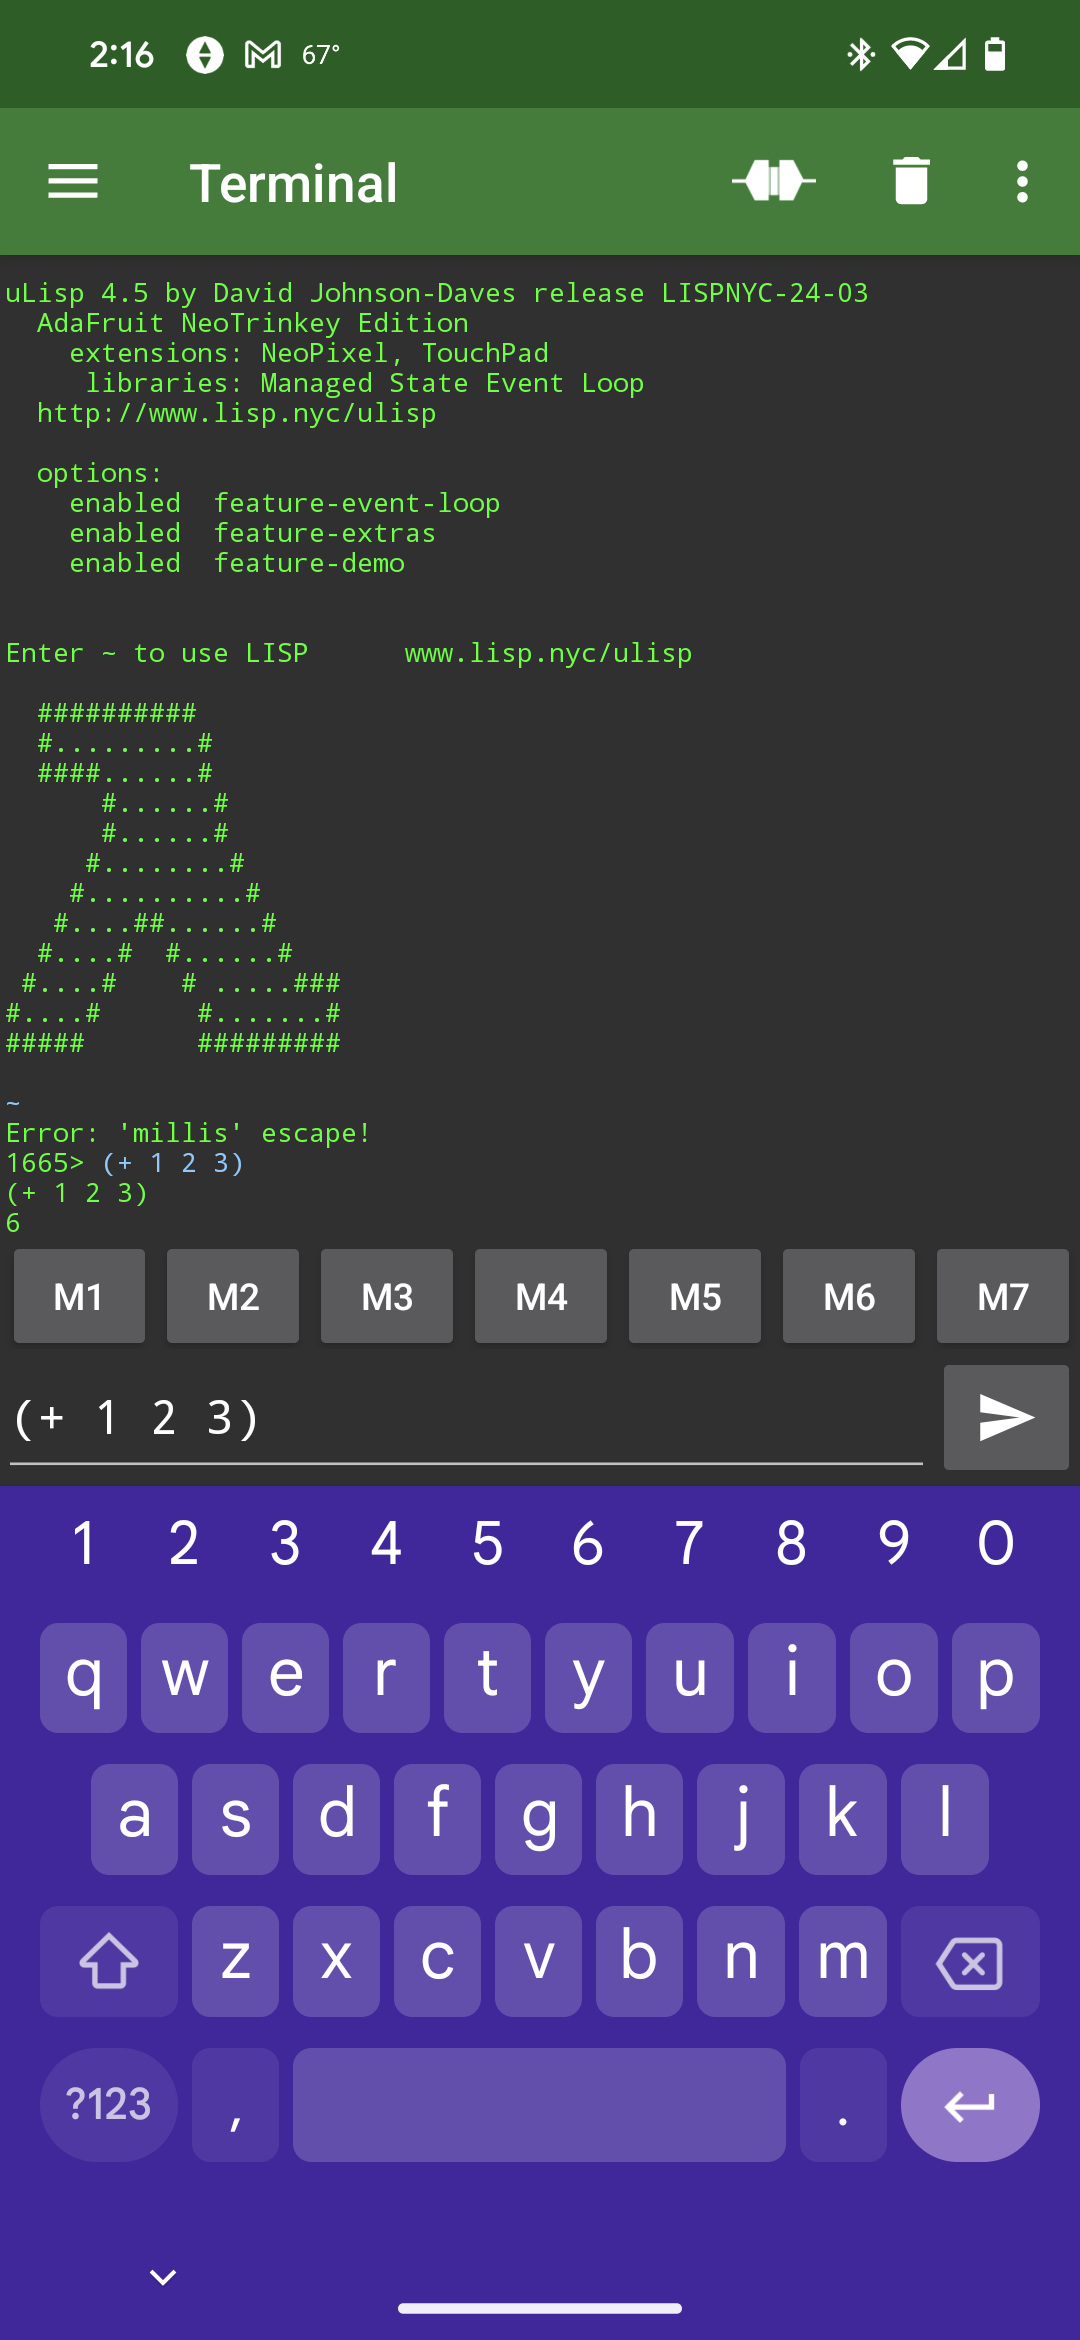 2:16 67°
Terminal
uLisp 4.5 by David Johnson-Daves release LISPNYC-24-03
  AdaFruit NeoTrinkey Edition
    extensions: NeoPixel, TouchPad
     libraries: Managed State Event Loop
  http://www.lisp.nyc/ulisp
  options:
    enabled  feature-event-loop
    enabled  feature-extras
    enabled  feature-demo
Enter ~ to use LISP      www.lisp.nyc/ulisp
  ##########
  #.........#
  ####......#
      #......#
      #......#
     #........#
    #..........#
   #....##......#
  #....#  #......#
 #....#    # .....###
#....#      #.......#
#####       #########
~
Error: 'millis' escape!
1665> (+ 1 2 3)
(+ 1 2 3)
6
M1 M2 M3 M4 M5 M6 M7
(+ 1 2 3)
1 2 3 4 5 6 7 8 9 0
q w e r t y u i o p
a s d f g h j k l
z x c v b n m
?123 , .